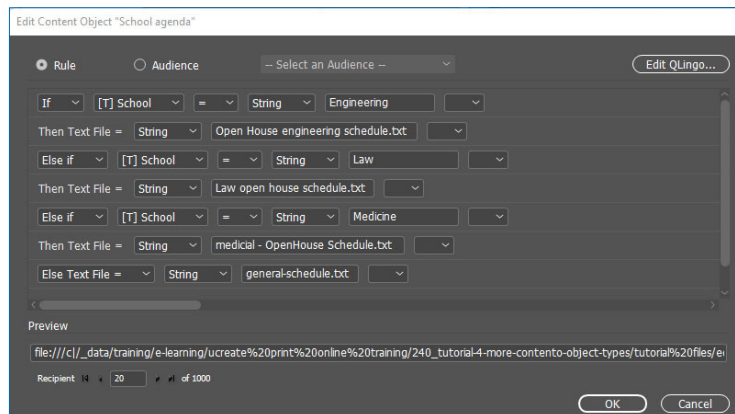 Edit Content Object "School agenda"
Rule Audience -- Select an Audience -- Edit QLingo...
If [T] School = String Engineering
Then Text File = String Open House engineering schedule.txt
Else if [T] School = String Law
Then Text File = String Law open house schedule.txt
Else if [T] School = String Medicine
Then Text File = String medicial - OpenHouse Schedule.txt
Else Text File = String general-schedule.txt
Preview
file:///c|/_data/training/e-learning/ucreate%20print%20online%20training/240_tutorial-4-more-contento-object-types/tutorial%20files/e
Recipient 20 of 1000
OK Cancel